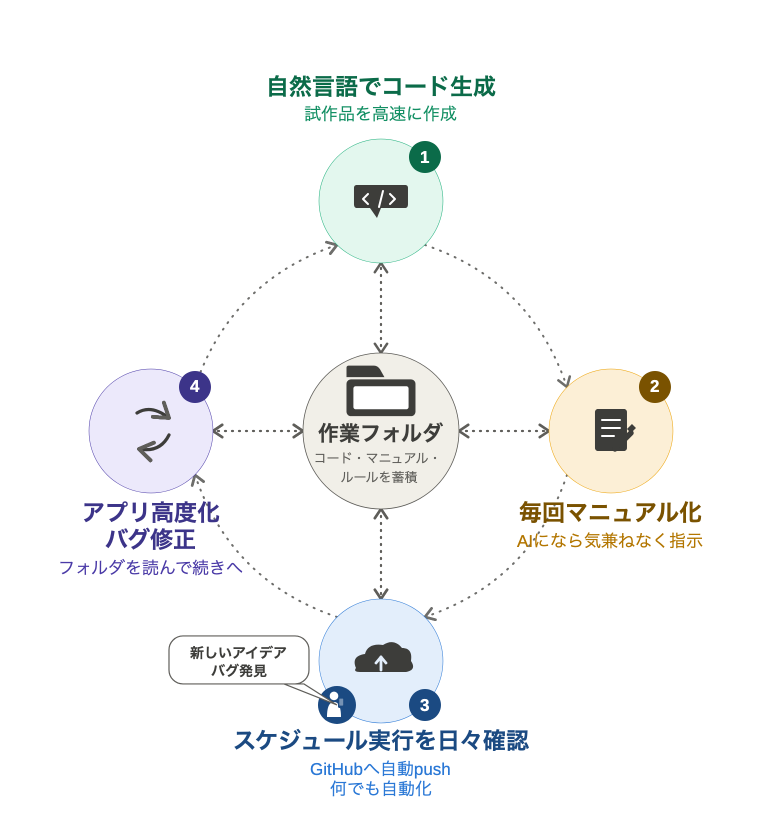 自然言語でコード生成
試作品を高速に作成
1
</>
4
2
作業フォルダ
コード・マニュアル・
ルールを蓄積
アプリ高度化
バグ修正
フォルダを読んで続きへ
毎回マニュアル化
AIになら気兼ねなく指示
新しいアイデア
バグ発見
3
スケジュール実行を日々確認
GitHubへ自動push
何でも自動化